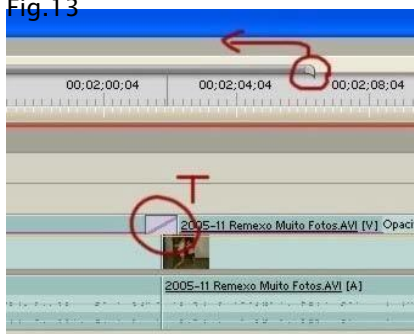 Fig.13
00;02;00;04 00;02;04;04 00;02;08;04
T
2005-11 Remexo Muito Fotos.AVI [V] Opaci
2005-11 Remexo Muito Fotos.AVI [A]